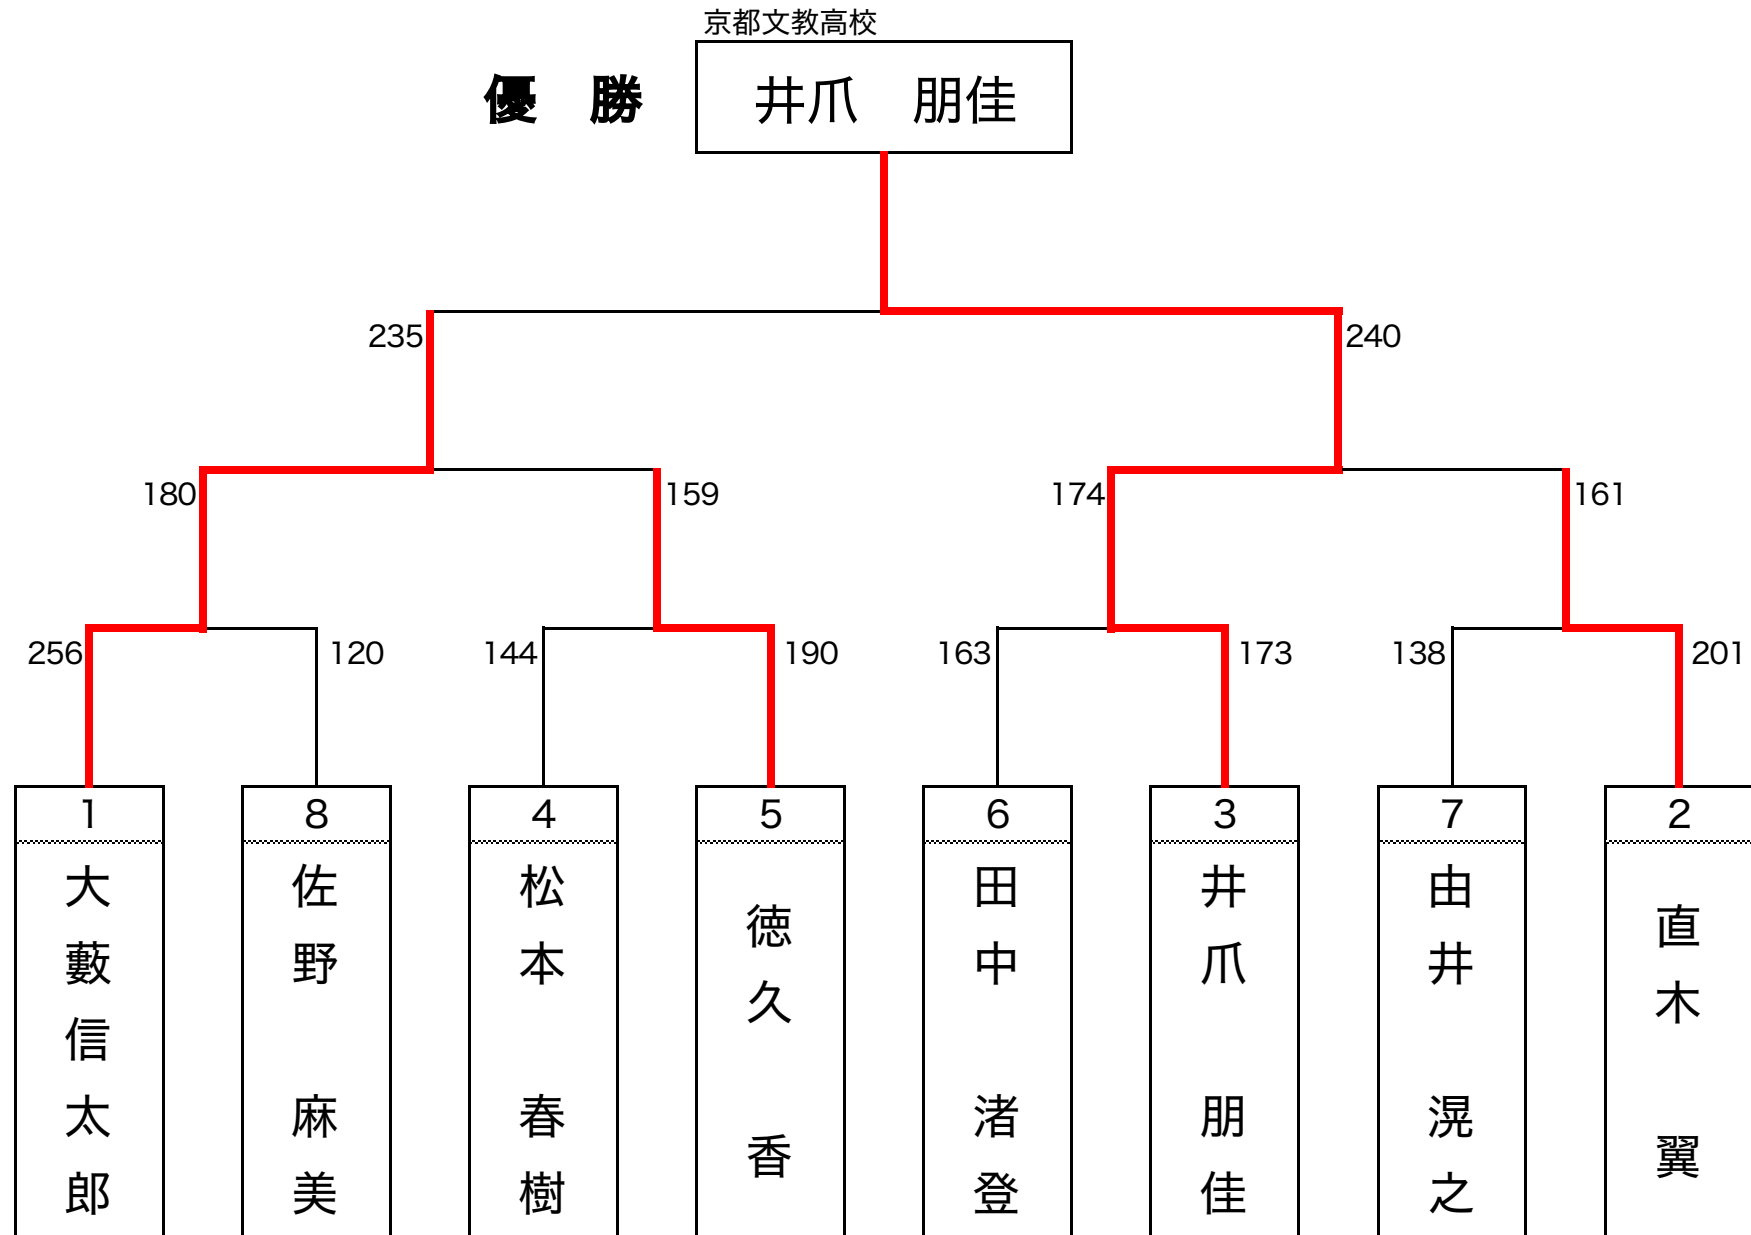 京都文教高校
優　勝
井爪　朋佳
235
240
180
159
174
161
256
120
144
190
163
173
138
201
1
8
4
5
6
3
7
2
大藪信太郎
佐野　麻美
松本　春樹
徳久　香
田中　渚登
井爪　朋佳
由井　滉之
直木　翼